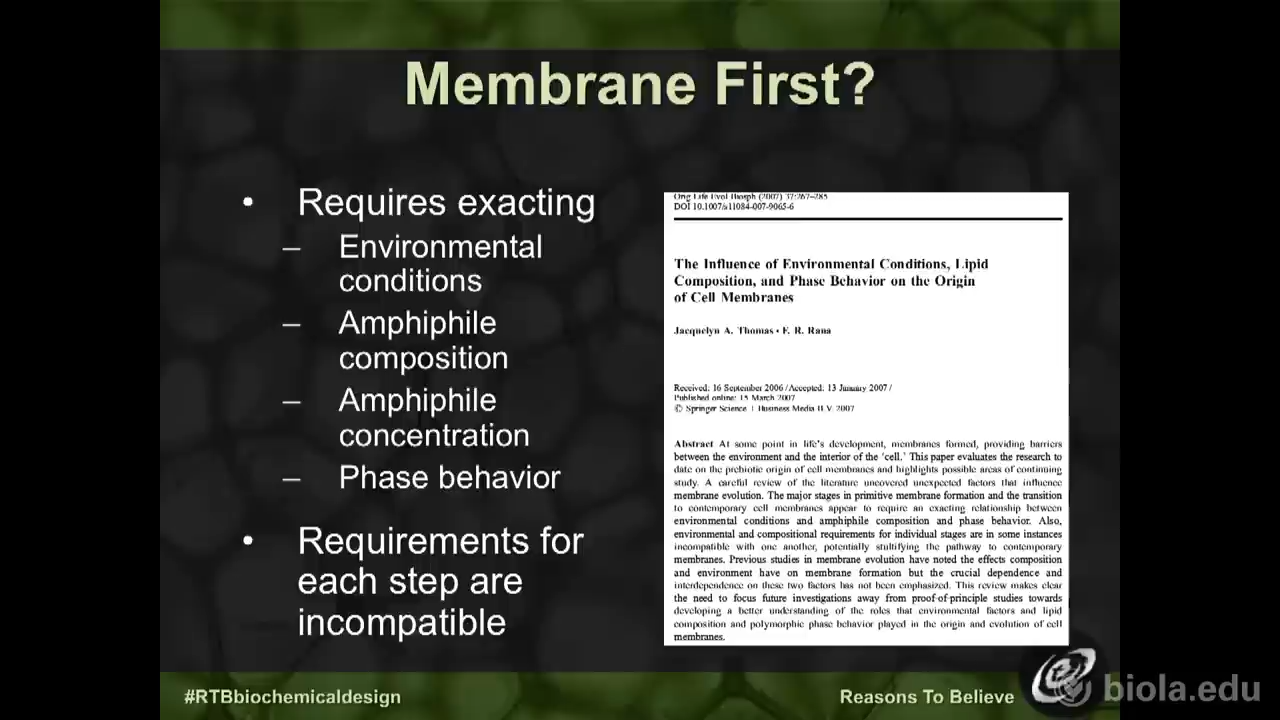 Membrane First?
• Requires exacting
– Environmental
conditions
– Amphiphile
composition
– Amphiphile
concentration
– Phase behavior
• Requirements for
each step are
incompatible
Orig Life Evol Biosph (2007) 37:267–285
DOI 10.1007/s11084-007-9065-6
The Influence of Environmental Conditions, Lipid
Composition, and Phase Behavior on the Origin
of Cell Membranes
Jacquelyn A. Thomas • F. R. Rana
Received: 16 September 2006 / Accepted: 13 January 2007 /
Published online: 15 March 2007
© Springer Science + Business Media B.V. 2007
Abstract At some point in life's development, membranes formed, providing barriers
between the environment and the interior of the 'cell.' This paper evaluates the research to
date on the prebiotic origin of cell membranes and highlights possible areas of continuing
study. A careful review of the literature uncovered unexpected factors that influence
membrane evolution. The major stages in primitive membrane formation and the transition
to contemporary cell membranes appear to require an exacting relationship between
environmental conditions and amphiphile composition and phase behavior. Also,
environmental and compositional requirements for individual stages are in some instances
incompatible with one another, potentially stultifying the pathway to contemporary
membranes. Previous studies in membrane evolution have noted the effects composition
and environment have on membrane formation but the crucial dependence and
interdependence on these two factors has not been emphasized. This review makes clear
the need to focus future investigations away from proof-of-principle studies towards
developing a better understanding of the roles that environmental factors and lipid
composition and polymorphic phase behavior played in the origin and evolution of cell
membranes.
#RTBbiochemicaldesign
Reasons To Believe
biola.edu